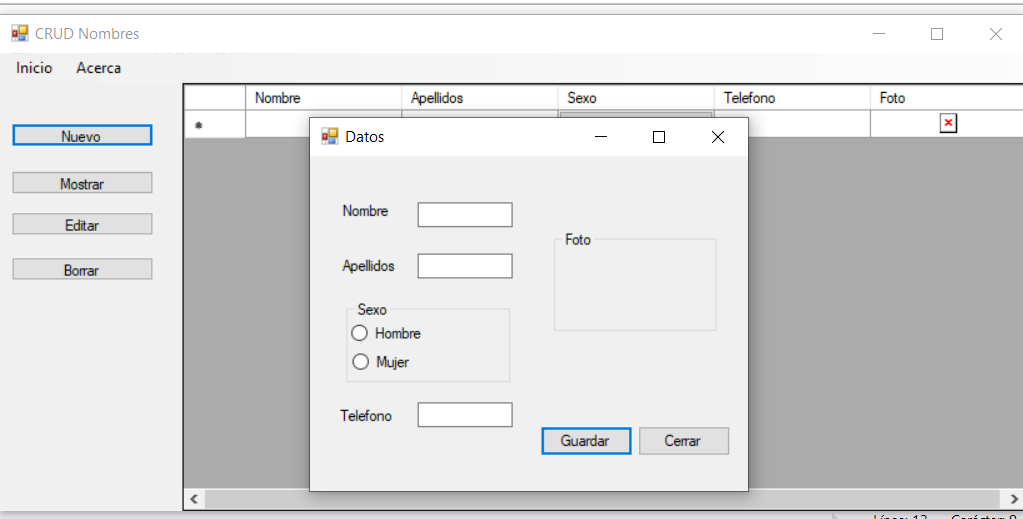 CRUD Nombres
Inicio Acerca
Nombre Apellidos Sexo Telefono Foto
*
Nuevo
Mostrar
Editar
Borrar
Datos
Nombre
Apellidos
Sexo
Hombre
Mujer
Telefono
Foto
Guardar Cerrar